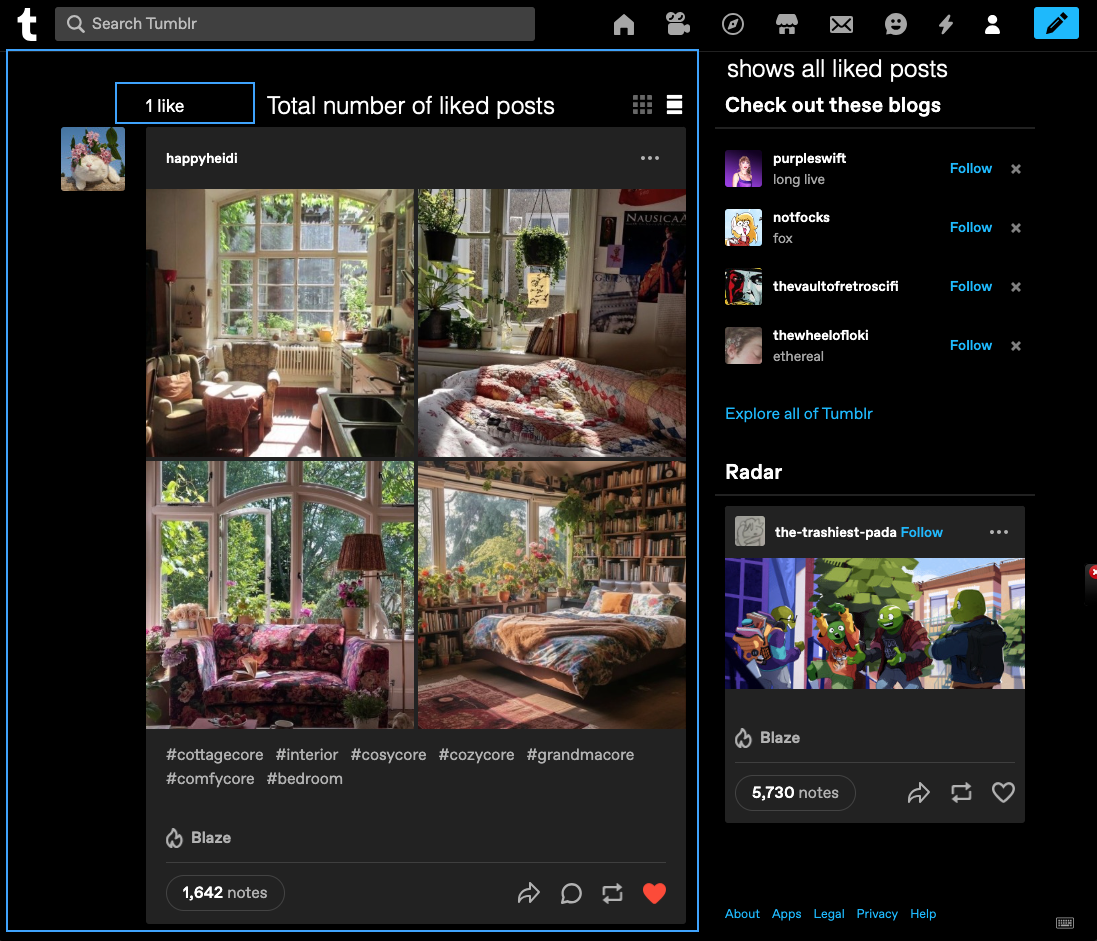 t
Search Tumblr
shows all liked posts
1 like
Total number of liked posts
happyheidi
NAUSICAA
#cottagecore #interior #cosycore #cozycore #grandmacore
#comfycore #bedroom
Blaze
1,642 notes
Check out these blogs
purpleswift
long live
Follow
notfocks
fox
Follow
thevaultofretroscifi
Follow
thewheelofloki
ethereal
Follow
Explore all of Tumblr
Radar
the-trashiest-pada Follow
Blaze
5,730 notes
About Apps Legal Privacy Help